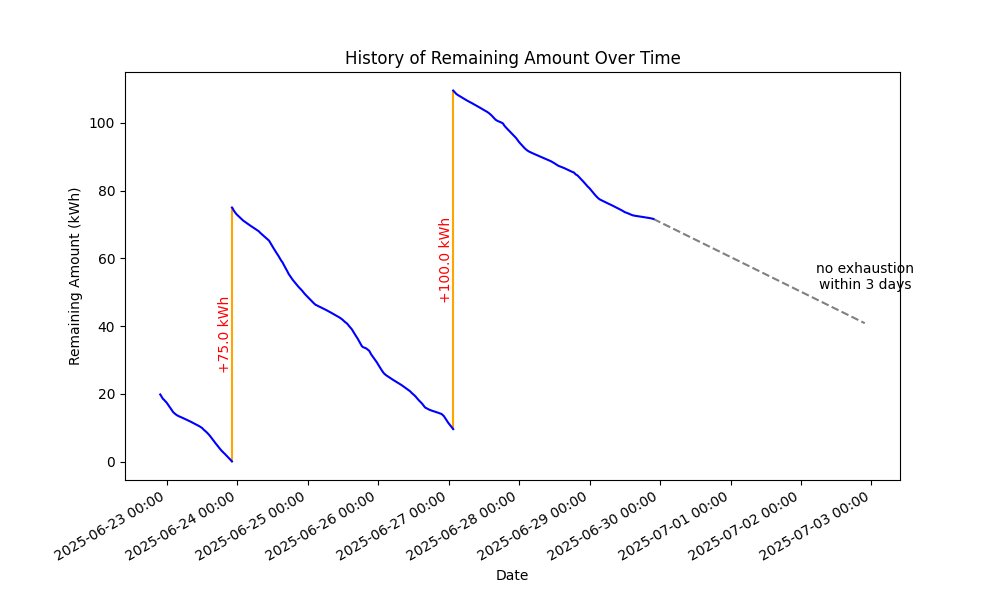 History of Remaining Amount Over Time
Remaining Amount (kWh)
100
80
60
40
20
0
+75.0 kWh
+100.0 kWh
no exhaustion
within 3 days
2025-06-23 00:00
2025-06-24 00:00
2025-06-25 00:00
2025-06-26 00:00
2025-06-27 00:00
2025-06-28 00:00
2025-06-29 00:00
2025-06-30 00:00
2025-07-01 00:00
2025-07-02 00:00
2025-07-03 00:00
Date